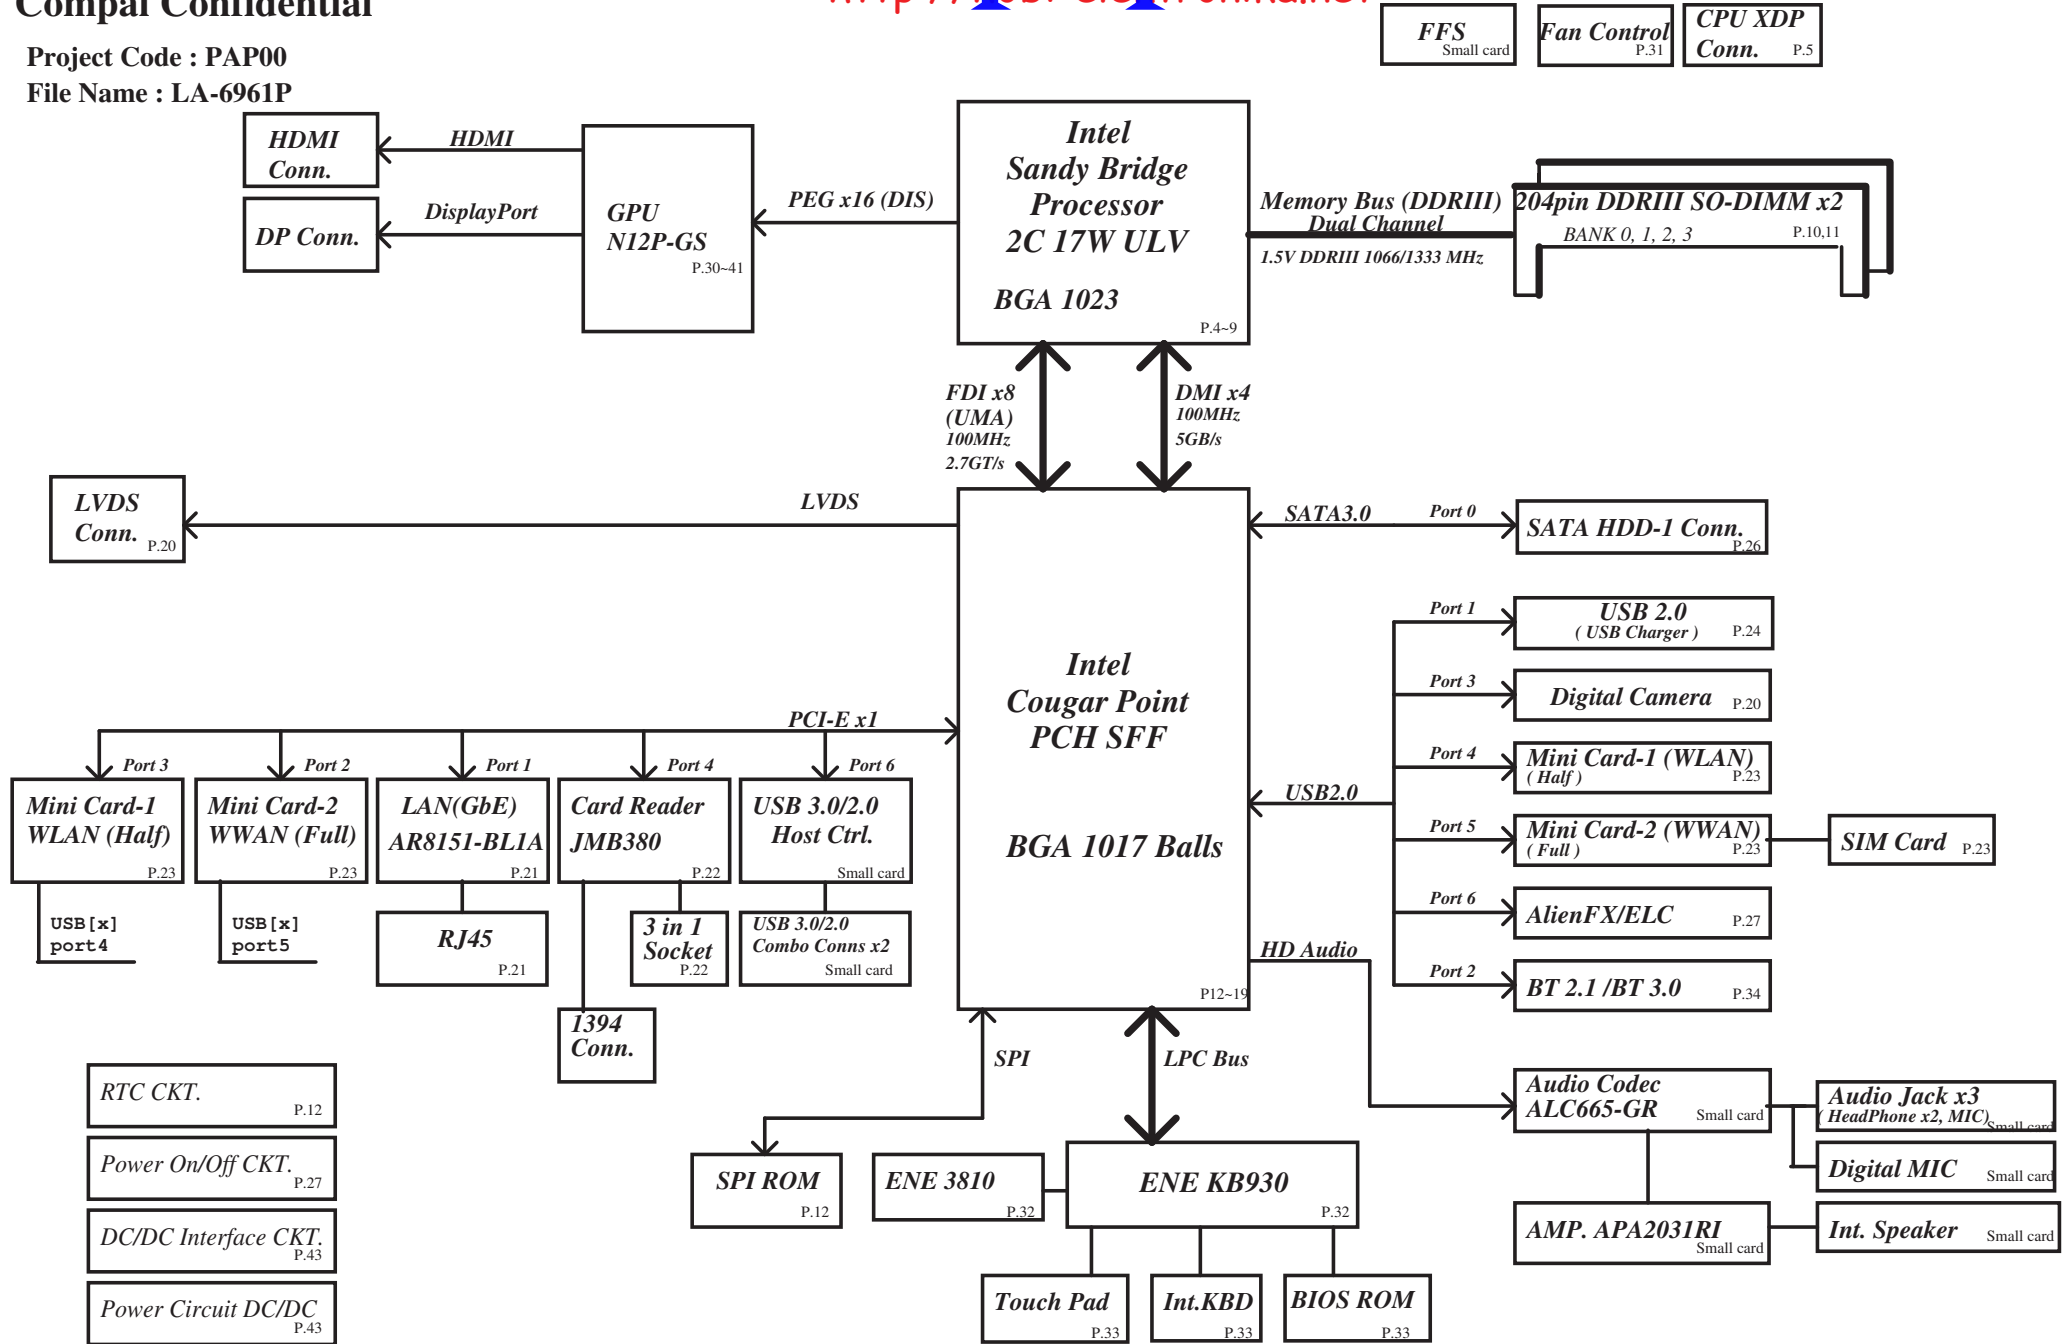 Compal Confidential
Project Code : PAP00
File Name : LA-6961P
FFS
Small card
Fan Control
P.31
CPU XDP
Conn.
P.5
HDMI
Conn.
HDMI
DP Conn.
DisplayPort
GPU
N12P-GS
P.30~41
PEG x16 (DIS)
Intel
Sandy Bridge
Processor
2C 17W ULV
BGA 1023
P.4~9
Memory Bus (DDRIII)
Dual Channel
1.5V DDRIII 1066/1333 MHz
204pin DDRIII SO-DIMM x2
BANK 0, 1, 2, 3
P.10,11
FDI x8
(UMA)
100MHz
2.7GT/s
DMI x4
100MHz
5GB/s
LVDS
Conn.
P.20
LVDS
Intel
Cougar Point
PCH SFF
BGA 1017 Balls
P12~19
SATA3.0
Port 0
SATA HDD-1 Conn.
P.26
USB2.0
Port 1
USB 2.0
( USB Charger )
P.24
Port 3
Digital Camera
P.20
Port 4
Mini Card-1 (WLAN)
( Half )
P.23
Port 5
Mini Card-2 (WWAN)
( Full )
P.23
SIM Card
P.23
Port 6
AlienFX/ELC
P.27
Port 2
BT 2.1 /BT 3.0
P.34
PCI-E x1
Port 3
Mini Card-1
WLAN (Half)
P.23
USB[x]
port4
Port 2
Mini Card-2
WWAN (Full)
P.23
USB[x]
port5
Port 1
LAN(GbE)
AR8151-BL1A
P.21
RJ45
P.21
Port 4
Card Reader
JMB380
P.22
3 in 1
Socket
P.22
1394
Conn.
Port 6
USB 3.0/2.0
Host Ctrl.
Small card
USB 3.0/2.0
Combo Conns x2
Small card
HD Audio
Audio Codec
ALC665-GR
Small card
Audio Jack x3
( HeadPhone x2, MIC)
Small card
Digital MIC
Small card
AMP. APA2031RI
Small card
Int. Speaker
Small card
SPI
SPI ROM
P.12
LPC Bus
ENE 3810
P.32
ENE KB930
P.32
Touch Pad
P.33
Int.KBD
P.33
BIOS ROM
P.33
RTC CKT.
P.12
Power On/Off CKT.
P.27
DC/DC Interface CKT.
P.43
Power Circuit DC/DC
P.43